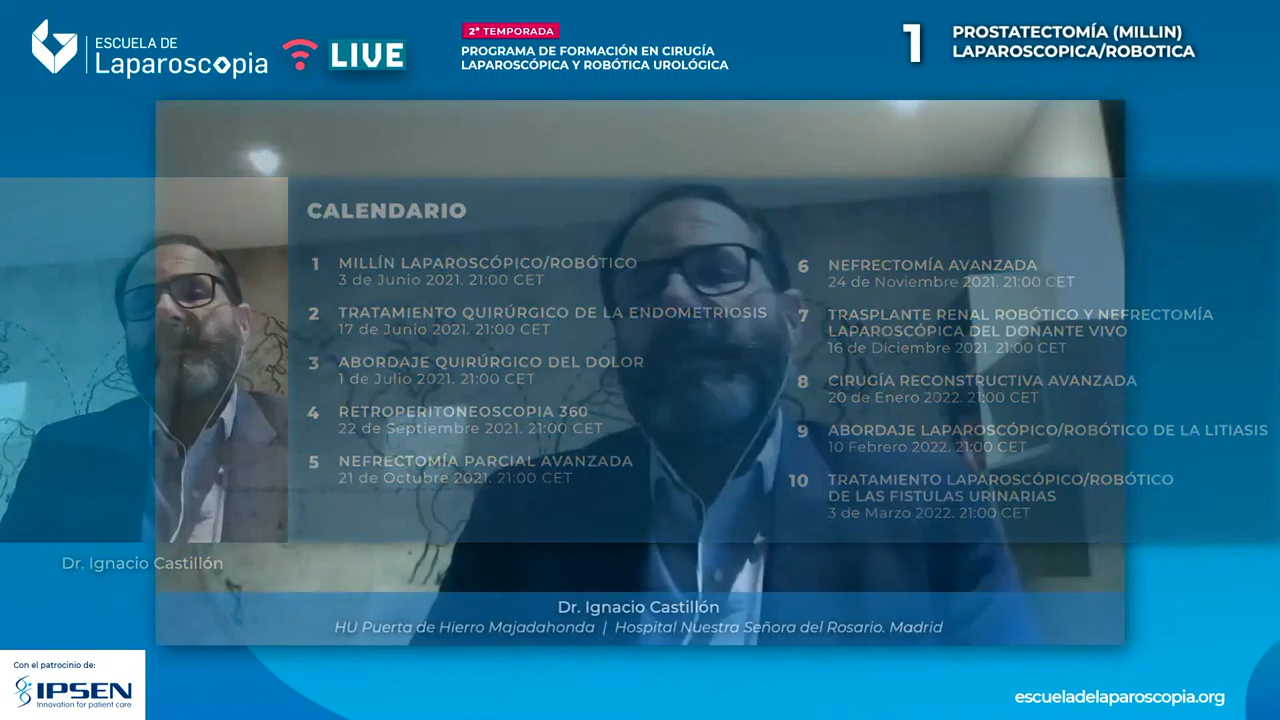 ESCUELA DE
Laparoscopia
LIVE
2ª TEMPORADA
PROGRAMA DE FORMACIÓN EN CIRUGÍA
LAPAROSCÓPICA Y ROBÓTICA UROLÓGICA
1
PROSTATECTOMÍA (MILLIN)
LAPAROSCOPICA/ROBOTICA
CALENDARIO
1 MILLÍN LAPAROSCÓPICO/ROBÓTICO
3 de Junio 2021. 21:00 CET
2 TRATAMIENTO QUIRÚRGICO DE LA ENDOMETRIOSIS
17 de Junio 2021. 21:00 CET
3 ABORDAJE QUIRÚRGICO DEL DOLOR
1 de Julio 2021. 21:00 CET
4 RETROPERITONEOSCOPIA 360
22 de Septiembre 2021. 21:00 CET
5 NEFRECTOMÍA PARCIAL AVANZADA
21 de Octubre 2021. 21:00 CET
6 NEFRECTOMÍA AVANZADA
24 de Noviembre 2021. 21:00 CET
7 TRASPLANTE RENAL ROBÓTICO Y NEFRECTOMÍA
LAPAROSCÓPICA DEL DONANTE VIVO
16 de Diciembre 2021. 21:00 CET
8 CIRUGÍA RECONSTRUCTIVA AVANZADA
20 de Enero 2022. 21:00 CET
9 ABORDAJE LAPAROSCÓPICO/ROBÓTICO DE LA LITIASIS
10 Febrero 2022. 21:00 CET
10 TRATAMIENTO LAPAROSCÓPICO/ROBÓTICO
DE LAS FISTULAS URINARIAS
3 de Marzo 2022. 21:00 CET
Dr. Ignacio Castillón
Dr. Ignacio Castillón
HU Puerta de Hierro Majadahonda | Hospital Nuestra Señora del Rosario. Madrid
Con el patrocinio de:
IPSEN
Innovation for patient care
escueladelaparoscopia.org